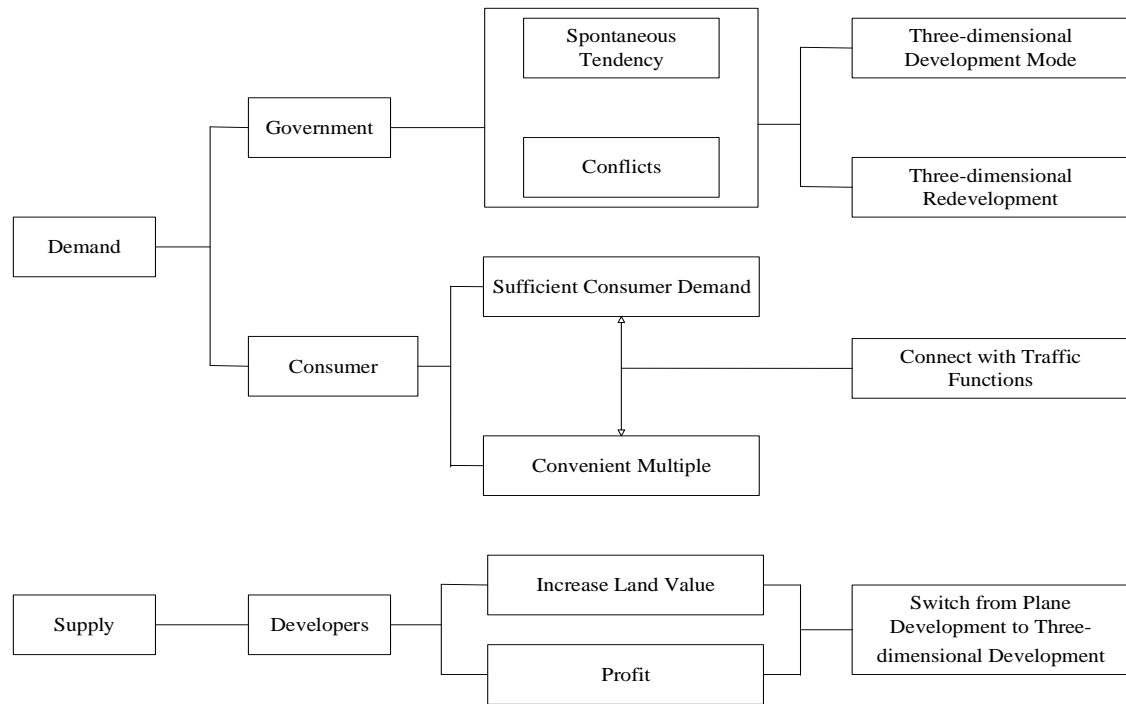 Spontaneous
Tendency
Three-dimensional
Development Mode
Government
Conflicts
Three-dimensional
Redevelopment
Demand
Sufficient Consumer Demand
Consumer
Connect with Traffic
Functions
Convenient Multiple
Increase Land Value
Supply
Developers
Switch from Plane
Development to Three-
dimensional Development
Profit